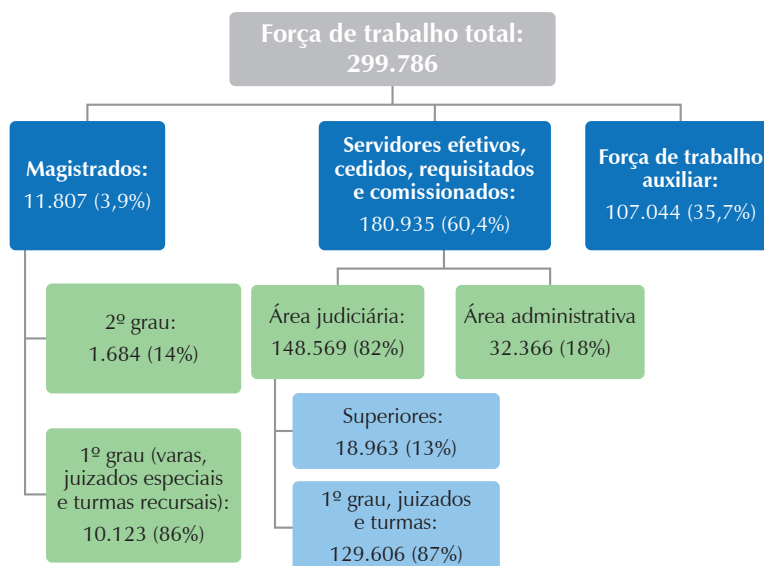 Força de trabalho total:
299.786
Magistrados:
11.807 (3,9%)
Servidores efetivos,
cedidos, requisitados
e comissionados:
180.935 (60,4%)
Força de trabalho
auxiliar:
107.044 (35,7%)
2º grau:
1.684 (14%)
1º grau (varas,
juizados especiais
e turmas recursais):
10.123 (86%)
Área judiciária:
148.569 (82%)
Área administrativa
32.366 (18%)
Superiores:
18.963 (13%)
1º grau, juizados
e turmas:
129.606 (87%)